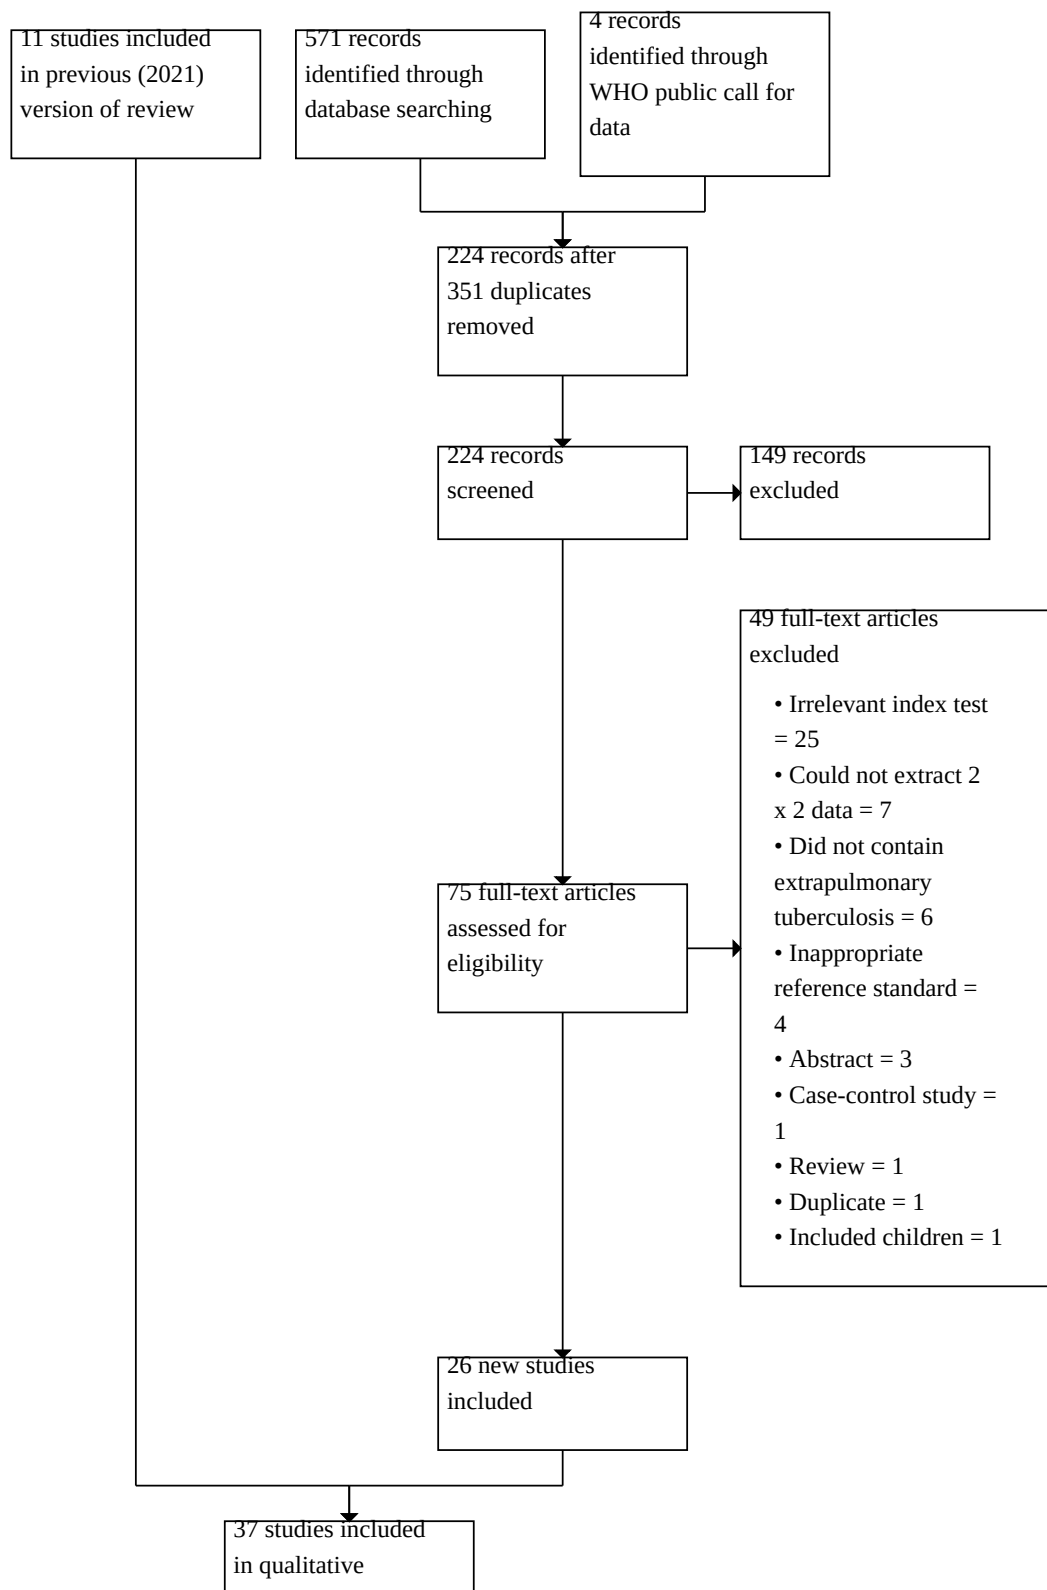 11 studies included
in previous (2021)
version of review
571 records
identified through
database searching
4 records
identified through
WHO public call for
data
224 records after
351 duplicates
removed
224 records
screened
149 records
excluded
49 full-text articles
excluded
• Irrelevant index test
= 25
• Could not extract 2
x 2 data = 7
• Did not contain
extrapulmonary
tuberculosis = 6
• Inappropriate
reference standard =
4
• Abstract = 3
• Case-control study =
1
• Review = 1
• Duplicate = 1
• Included children = 1
75 full-text articles
assessed for
eligibility
26 new studies
included
37 studies included
in qualitative